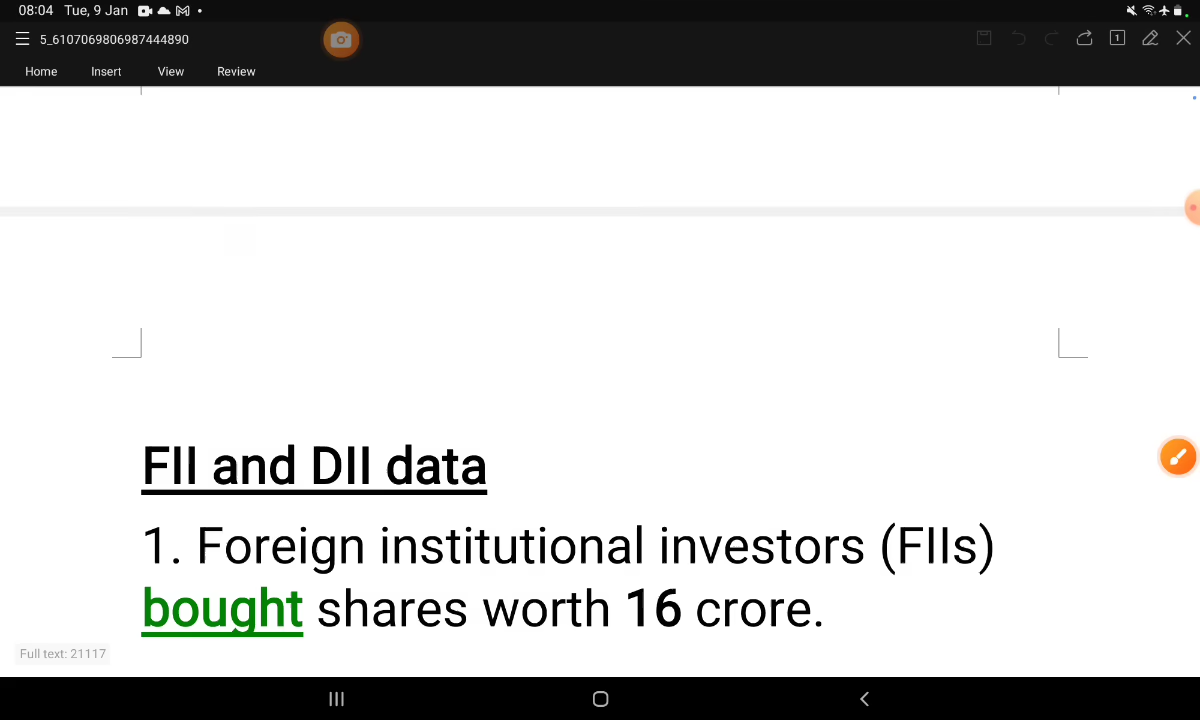 08:04 Tue, 9 Jan
5_6107069806987444890
1
Home Insert View Review
FII and DII data
1. Foreign institutional investors (FIIs)
bought shares worth 16 crore.
Full text: 21117